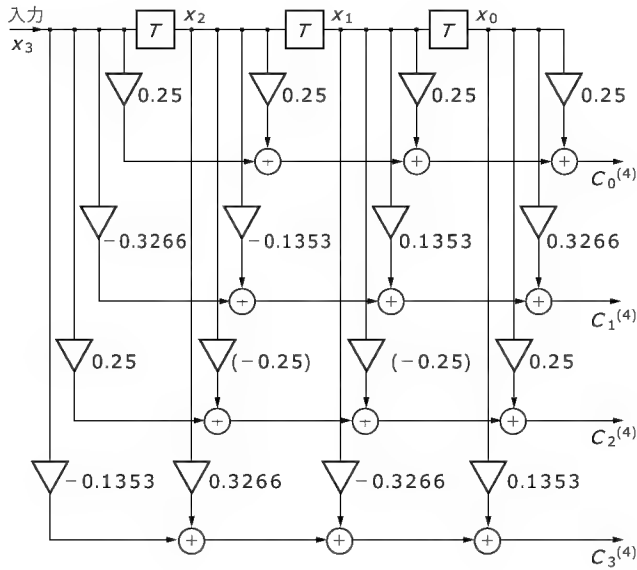 入力
x₃ T x₂ T x₁ T x₀
0.25 0.25 0.25 0.25
C₀⁽⁴⁾
−0.3266 −0.1353 0.1353 0.3266
C₁⁽⁴⁾
0.25 (−0.25) (−0.25) 0.25
C₂⁽⁴⁾
−0.1353 0.3266 −0.3266 0.1353
C₃⁽⁴⁾